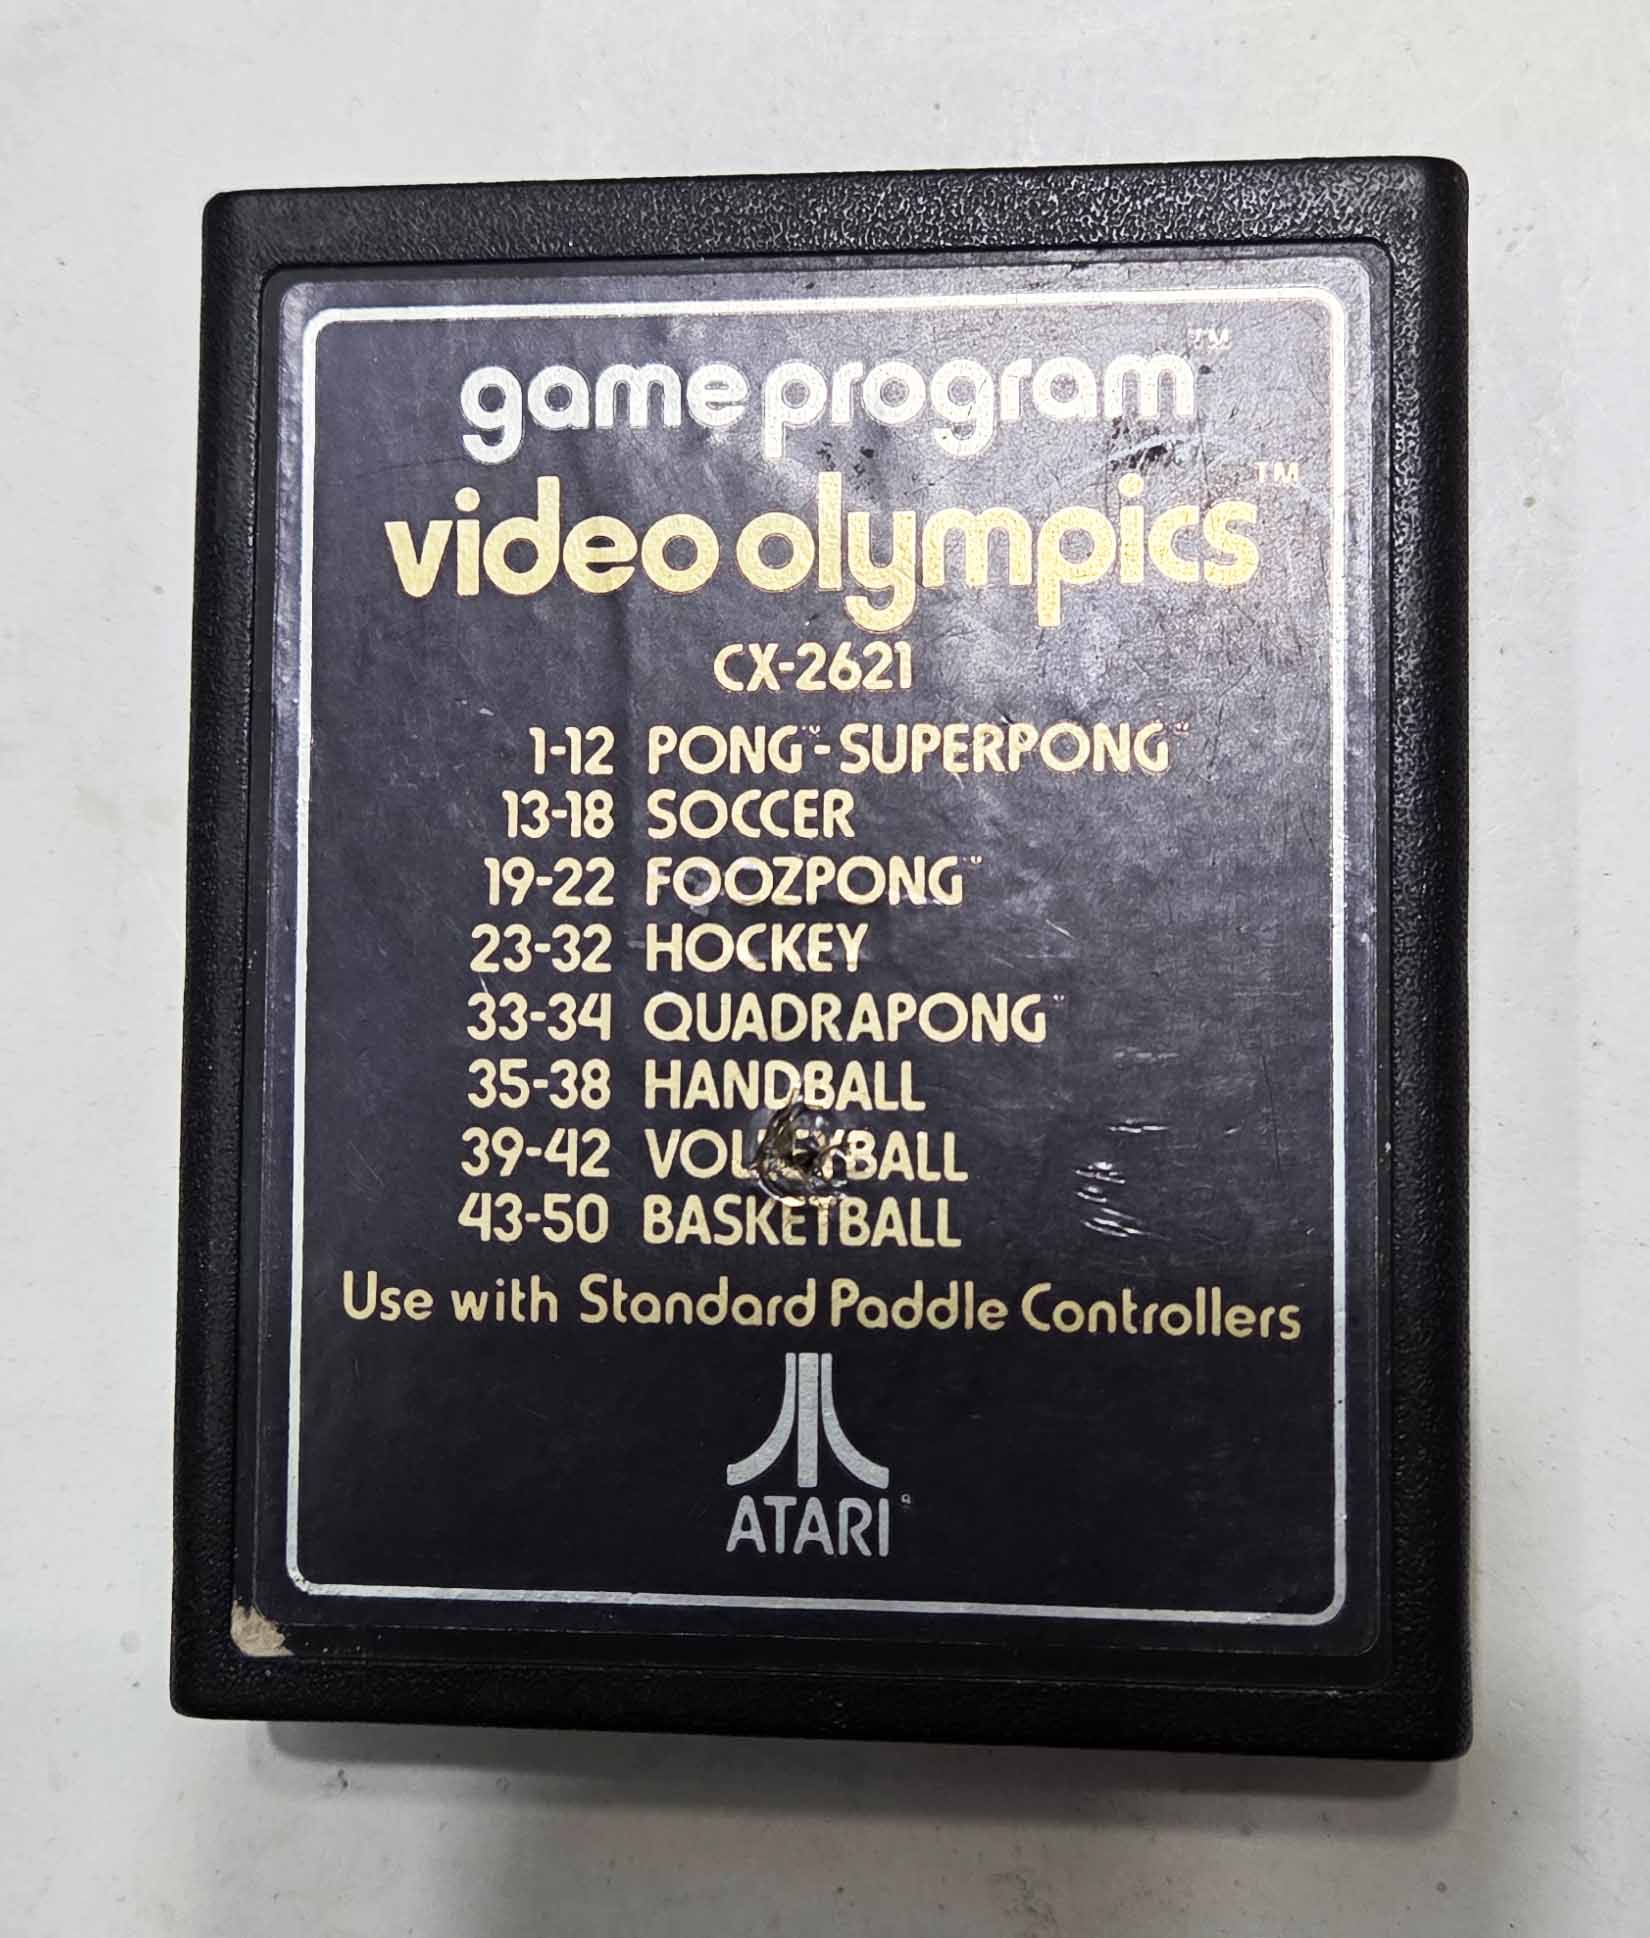 game program™
video olympics™
CX-2621
1-12 PONG™-SUPERPONG™
13-18 SOCCER
19-22 FOOZPONG™
23-32 HOCKEY
33-34 QUADRAPONG™
35-38 HANDBALL
39-42 VOLLEYBALL
43-50 BASKETBALL
Use with Standard Paddle Controllers
ATARI®